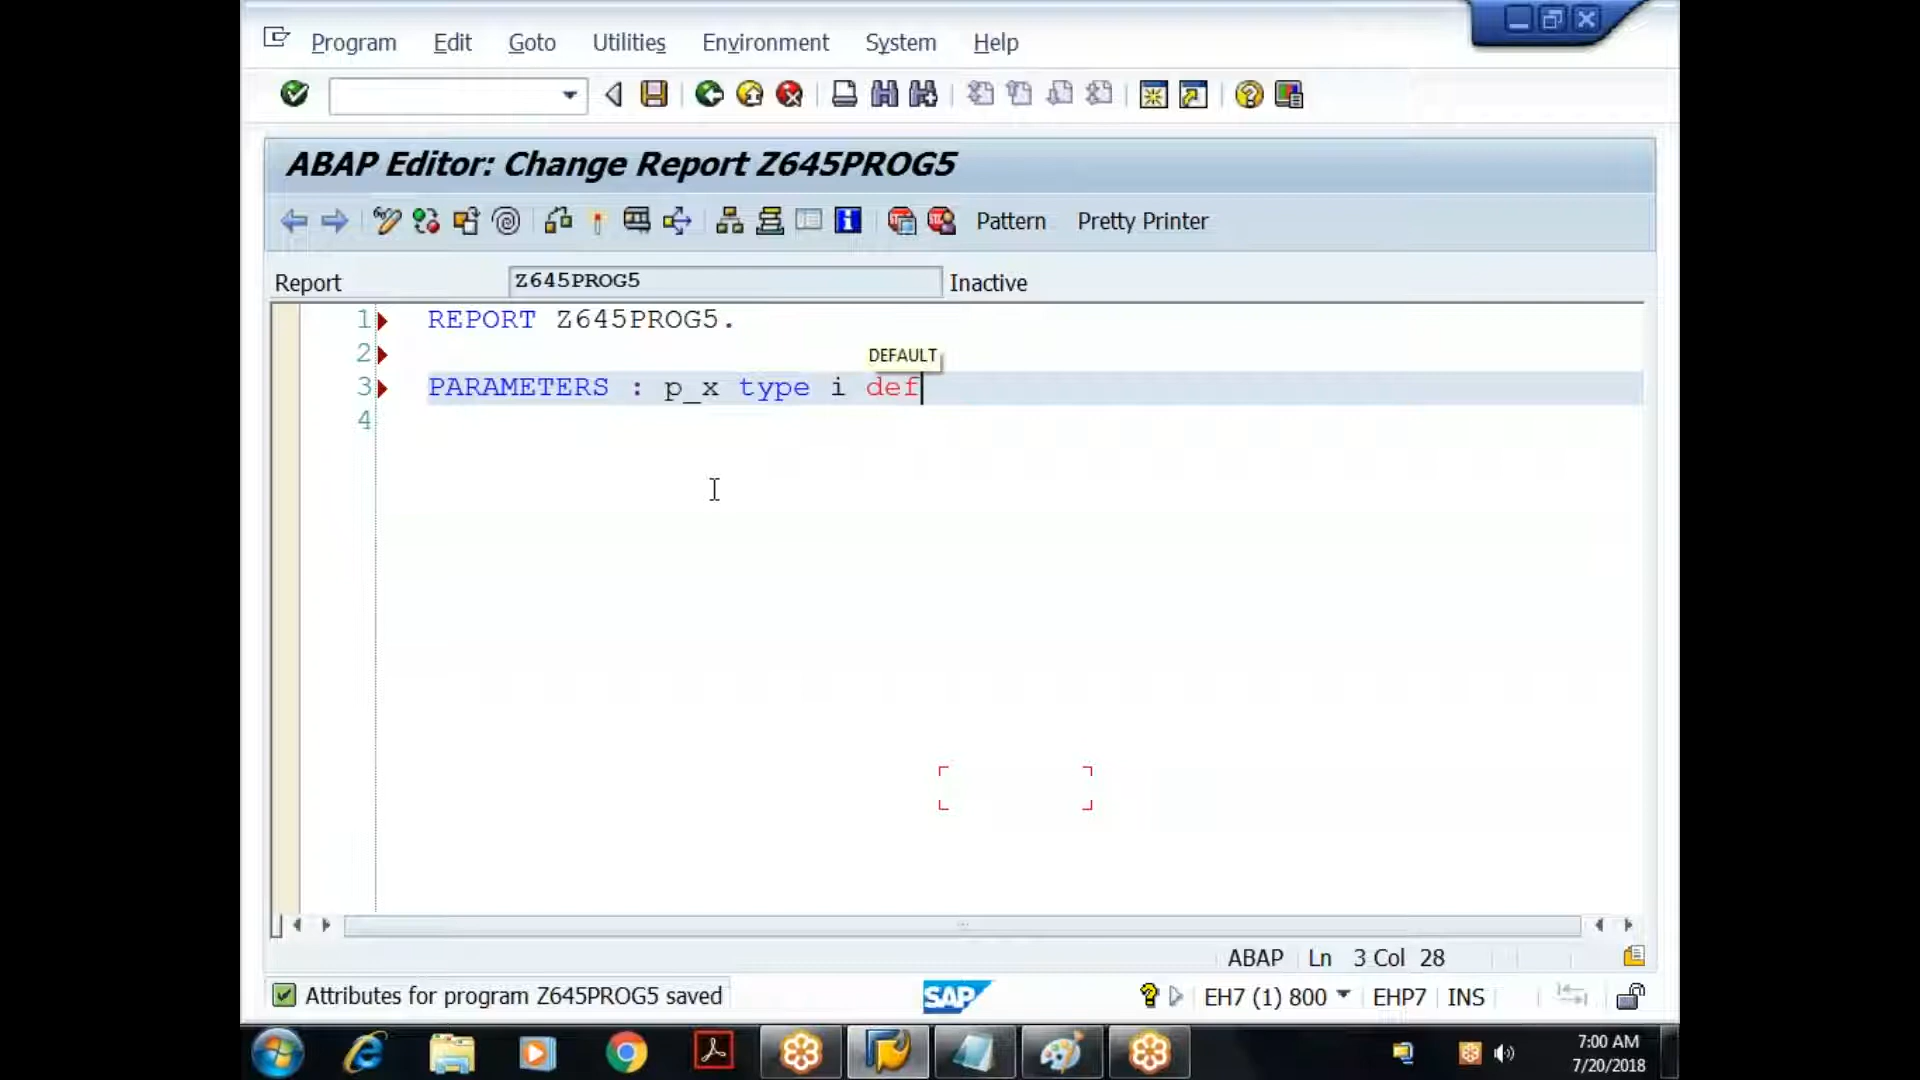 Program Edit Goto Utilities Environment System Help
ABAP Editor: Change Report Z645PROG5
Pattern Pretty Printer
Report Z645PROG5 Inactive
1 REPORT Z645PROG5.
2
DEFAULT
3 PARAMETERS : p_x type i def
4
ABAP Ln 3 Col 28
Attributes for program Z645PROG5 saved SAP EH7 (1) 800 EHP7 INS
7:00 AM
7/20/2018